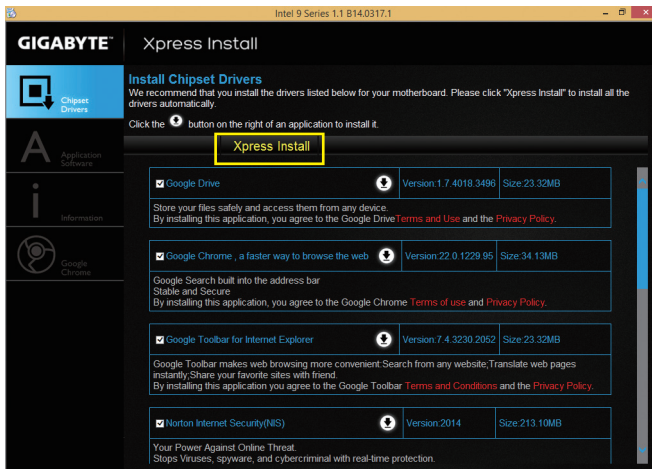 Intel 9 Series 1.1 B14.0317.1
GIGABYTE™
Xpress Install
Chipset
Drivers
Application
Software
Information
Google
Chrome
Install Chipset Drivers
We recommend that you install the drivers listed below for your motherboard. Please click "Xpress Install" to install all the
drivers automatically.
Click the button on the right of an application to install it.
Xpress Install
Google Drive Version:1.7.4018.3496 Size:23.32MB
Store your files safely and access them from any device.
By installing this application, you agree to the Google DriveTerms and Use and the Privacy Policy.
Google Chrome , a faster way to browse the web Version:22.0.1229.95 Size:34.13MB
Google Search built into the address bar
Stable and Secure
By installing this application, you agree to the Google Chrome Terms of use and Privacy Policy.
Google Toolbar for Internet Explorer Version:7.4.3230.2052 Size:23.32MB
Google Toolbar makes web browsing more convenient:Search from any website;Translate web pages
instantly;Share your favorite sites with friend.
By installing this application you agree to the Google Toolbar Terms and Conditions and the Privacy Policy.
Norton Internet Security(NIS) Version:2014 Size:213.10MB
Your Power Against Online Threat.
Stops Viruses, spyware, and cybercriminal with real-time protection.